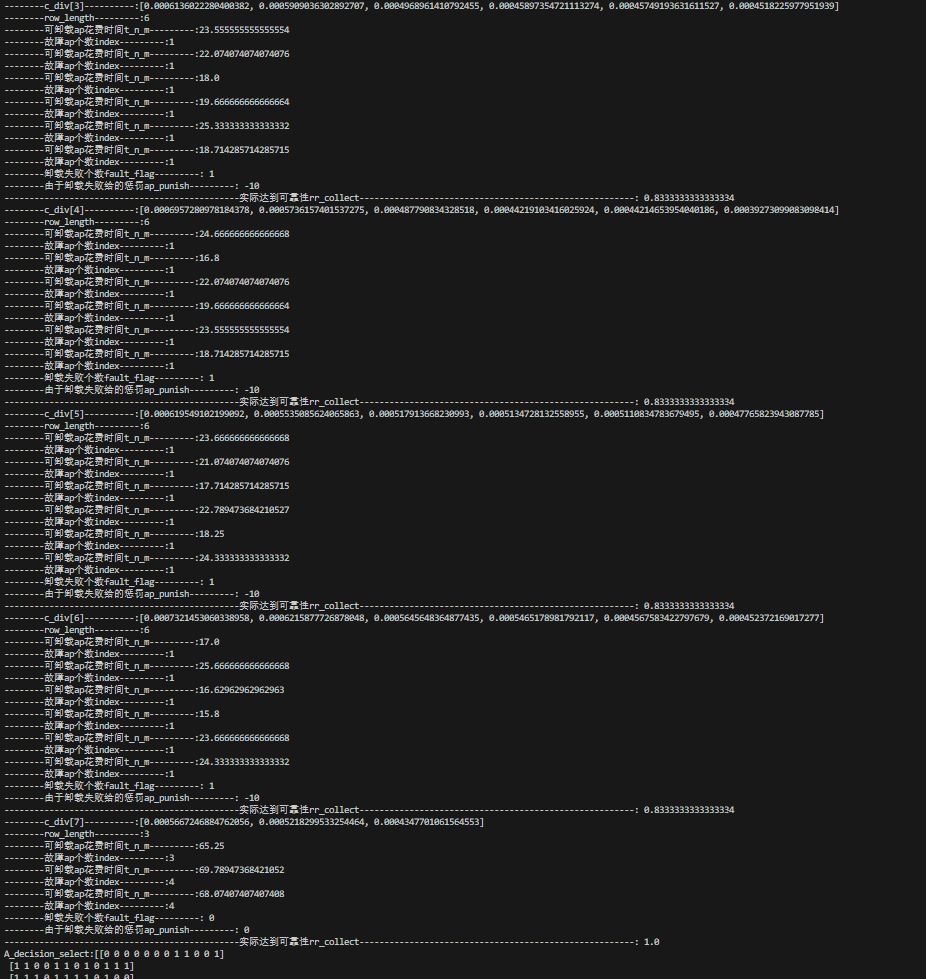 --------c_div[3]----------:[0.0006136022280400382, 0.0005909036302892707, 0.0004968961410792455, 0.00045897354721113274, 0.00045749193631611527, 0.0004518225977951939]
--------row_length---------:6
--------可卸载ap花费时间t_n_m---------:23.555555555555554
--------故障ap个数index---------:1
--------可卸载ap花费时间t_n_m---------:22.074074074074076
--------故障ap个数index---------:1
--------可卸载ap花费时间t_n_m---------:18.0
--------故障ap个数index---------:1
--------可卸载ap花费时间t_n_m---------:19.666666666666664
--------故障ap个数index---------:1
--------可卸载ap花费时间t_n_m---------:25.333333333333332
--------故障ap个数index---------:1
--------可卸载ap花费时间t_n_m---------:18.714285714285715
--------故障ap个数index---------:1
--------卸载失败个数fault_flag---------: 1
--------由于卸载失败给的惩罚ap_punish---------: -10
-----------------------------------------------实际达到可靠性rr_collect-------------------------------------------------------: 0.8333333333333334
--------c_div[4]----------:[0.0006957280978184378, 0.0005736157401537275, 0.000487790834328518, 0.00044219103416025924, 0.00044214653954040186, 0.00039273099083098414]
--------row_length---------:6
--------可卸载ap花费时间t_n_m---------:24.666666666666668
--------故障ap个数index---------:1
--------可卸载ap花费时间t_n_m---------:16.8
--------故障ap个数index---------:1
--------可卸载ap花费时间t_n_m---------:22.074074074074076
--------故障ap个数index---------:1
--------可卸载ap花费时间t_n_m---------:19.666666666666664
--------故障ap个数index---------:1
--------可卸载ap花费时间t_n_m---------:23.555555555555554
--------故障ap个数index---------:1
--------可卸载ap花费时间t_n_m---------:18.714285714285715
--------故障ap个数index---------:1
--------卸载失败个数fault_flag---------: 1
--------由于卸载失败给的惩罚ap_punish---------: -10
-----------------------------------------------实际达到可靠性rr_collect-------------------------------------------------------: 0.8333333333333334
--------c_div[5]----------:[0.000619549102199092, 0.0005535085624065863, 0.000517913668230993, 0.0005134728132558955, 0.0005110834783679495, 0.00047765823943087785]
--------row_length---------:6
--------可卸载ap花费时间t_n_m---------:23.666666666666668
--------故障ap个数index---------:1
--------可卸载ap花费时间t_n_m---------:21.074074074074076
--------故障ap个数index---------:1
--------可卸载ap花费时间t_n_m---------:17.714285714285715
--------故障ap个数index---------:1
--------可卸载ap花费时间t_n_m---------:22.789473684210527
--------故障ap个数index---------:1
--------可卸载ap花费时间t_n_m---------:18.25
--------故障ap个数index---------:1
--------可卸载ap花费时间t_n_m---------:24.333333333333332
--------故障ap个数index---------:1
--------卸载失败个数fault_flag---------: 1
--------由于卸载失败给的惩罚ap_punish---------: -10
-----------------------------------------------实际达到可靠性rr_collect-------------------------------------------------------: 0.8333333333333334
--------c_div[6]----------:[0.0007321453060338958, 0.0006215877726878048, 0.0005645648364877435, 0.0005465178981792117, 0.0004567583422797679, 0.000452372169017277]
--------row_length---------:6
--------可卸载ap花费时间t_n_m---------:17.0
--------故障ap个数index---------:1
--------可卸载ap花费时间t_n_m---------:25.666666666666668
--------故障ap个数index---------:1
--------可卸载ap花费时间t_n_m---------:16.62962962962963
--------故障ap个数index---------:1
--------可卸载ap花费时间t_n_m---------:15.8
--------故障ap个数index---------:1
--------可卸载ap花费时间t_n_m---------:23.666666666666668
--------故障ap个数index---------:1
--------可卸载ap花费时间t_n_m---------:24.333333333333332
--------故障ap个数index---------:1
--------卸载失败个数fault_flag---------: 1
--------由于卸载失败给的惩罚ap_punish---------: -10
-----------------------------------------------实际达到可靠性rr_collect-------------------------------------------------------: 0.8333333333333334
--------c_div[7]----------:[0.0005667246884762056, 0.0005218299533254464, 0.0004347701061564553]
--------row_length---------:3
--------可卸载ap花费时间t_n_m---------:65.25
--------故障ap个数index---------:3
--------可卸载ap花费时间t_n_m---------:69.78947368421052
--------故障ap个数index---------:4
--------可卸载ap花费时间t_n_m---------:68.07407407407408
--------故障ap个数index---------:4
--------卸载失败个数fault_flag---------: 0
--------由于卸载失败给的惩罚ap_punish---------: 0
-----------------------------------------------实际达到可靠性rr_collect-------------------------------------------------------: 1.0
A_decision_select:[[0 0 0 0 0 0 0 1 1 0 0 1]
[1 1 0 0 1 1 0 1 0 1 1 1]